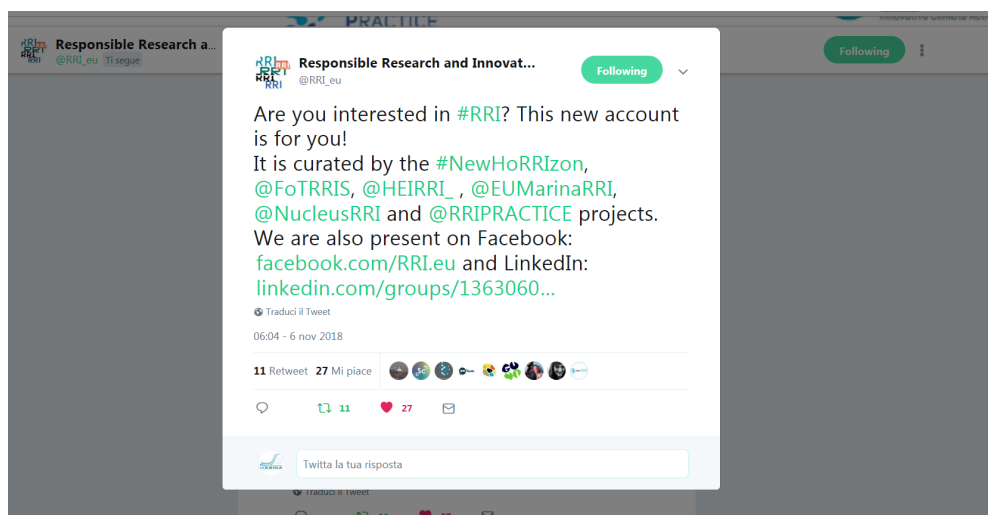 PRACTICE
Responsible Research a...
@RRI_eu Ti segue
Following
Responsible Research and Innovat...
@RRI_eu
Following
Are you interested in #RRI? This new account
is for you!
It is curated by the #NewHoRRIzon,
@FoTRRIS, @HEIRRI_ , @EUMarinaRRI,
@NucleusRRI and @RRIPRACTICE projects.
We are also present on Facebook:
facebook.com/RRI.eu and LinkedIn:
linkedin.com/groups/1363060...
Traduci il Tweet
06:04 - 6 nov 2018
11 Retweet 27 Mi piace
11 27
Twitta la tua risposta
Traduci il Tweet